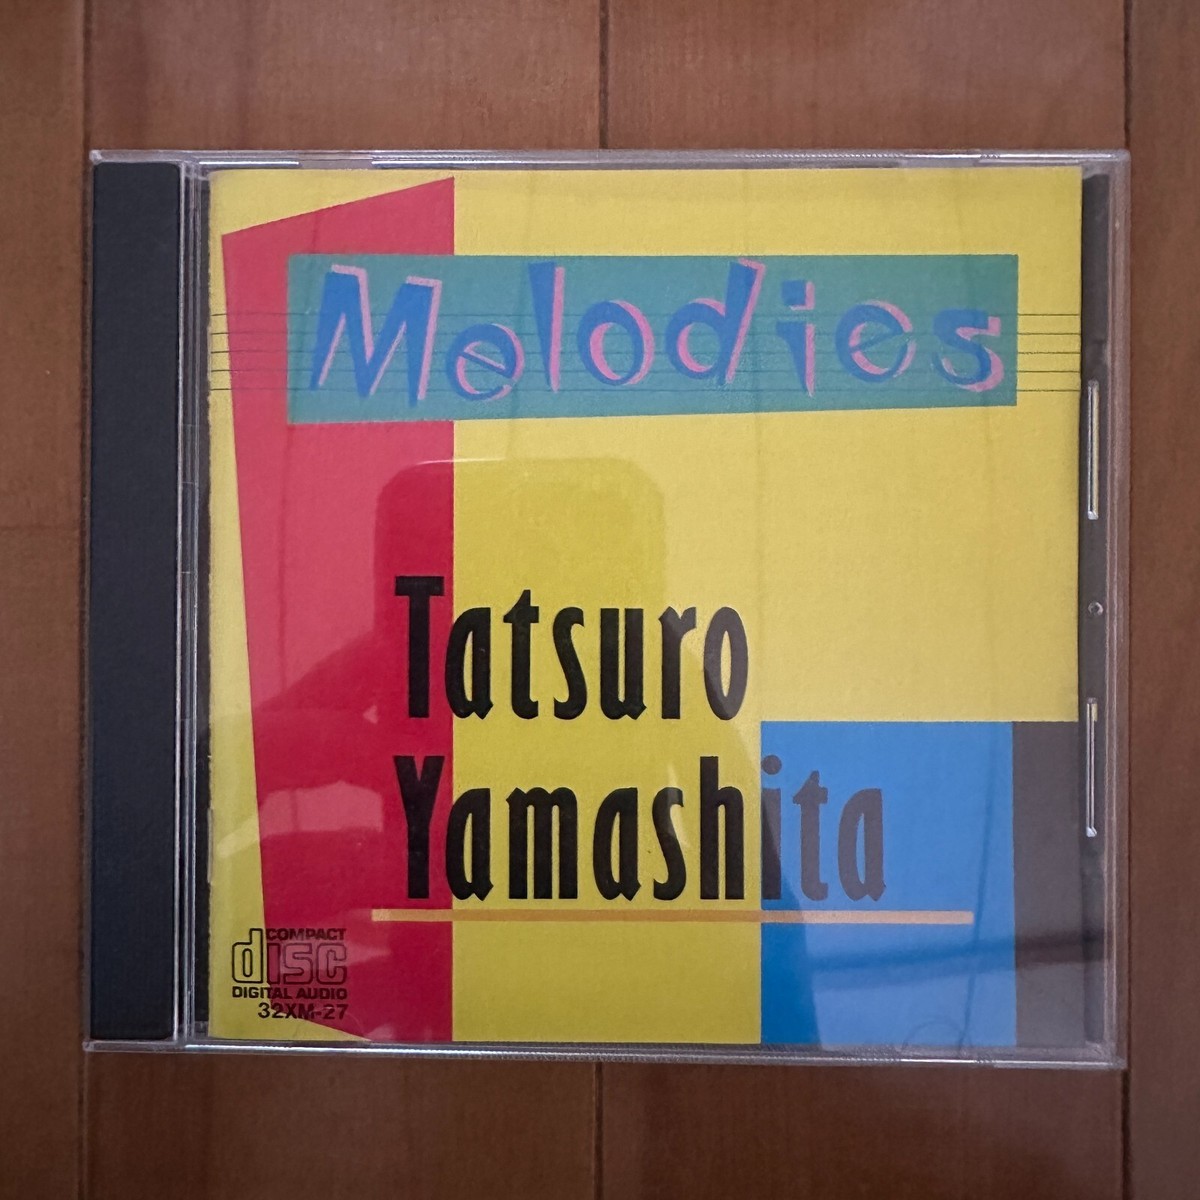 Melodies
Tatsuro
Yamashita
COMPACT
disc
DIGITAL AUDIO
32XM-27